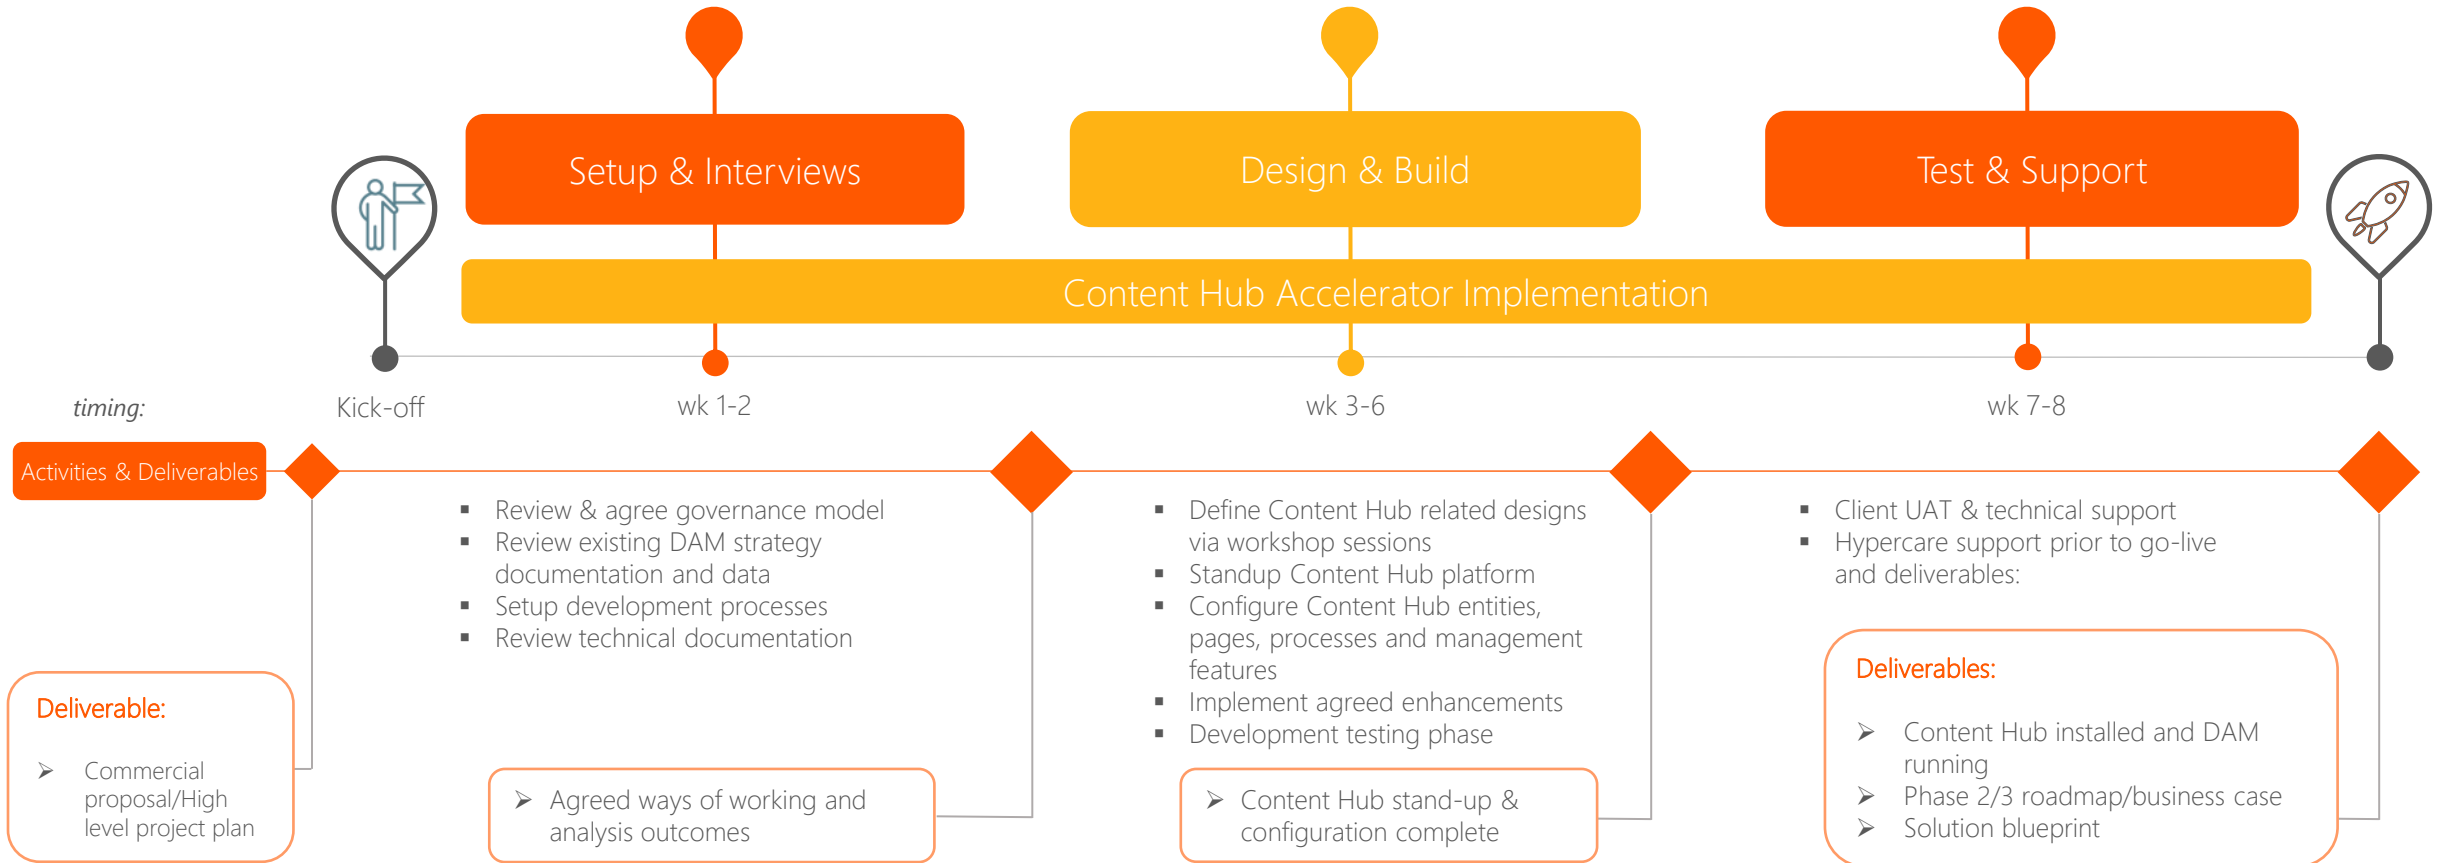 Setup & Interviews
Design & Build
Test & Support
Content Hub Accelerator Implementation
timing:
Kick-off
wk 1-2
wk 3-6
wk 7-8
Activities & Deliverables
Deliverable:
➢ Commercial
proposal/High
level project plan
▪ Review & agree governance model
▪ Review existing DAM strategy
documentation and data
▪ Setup development processes
▪ Review technical documentation
➢ Agreed ways of working and
analysis outcomes
▪ Define Content Hub related designs
via workshop sessions
▪ Standup Content Hub platform
▪ Configure Content Hub entities,
pages, processes and management
features
▪ Implement agreed enhancements
▪ Development testing phase
➢ Content Hub stand-up &
configuration complete
▪ Client UAT & technical support
▪ Hypercare support prior to go-live
and deliverables:
Deliverables:
➢ Content Hub installed and DAM
running
➢ Phase 2/3 roadmap/business case
➢ Solution blueprint